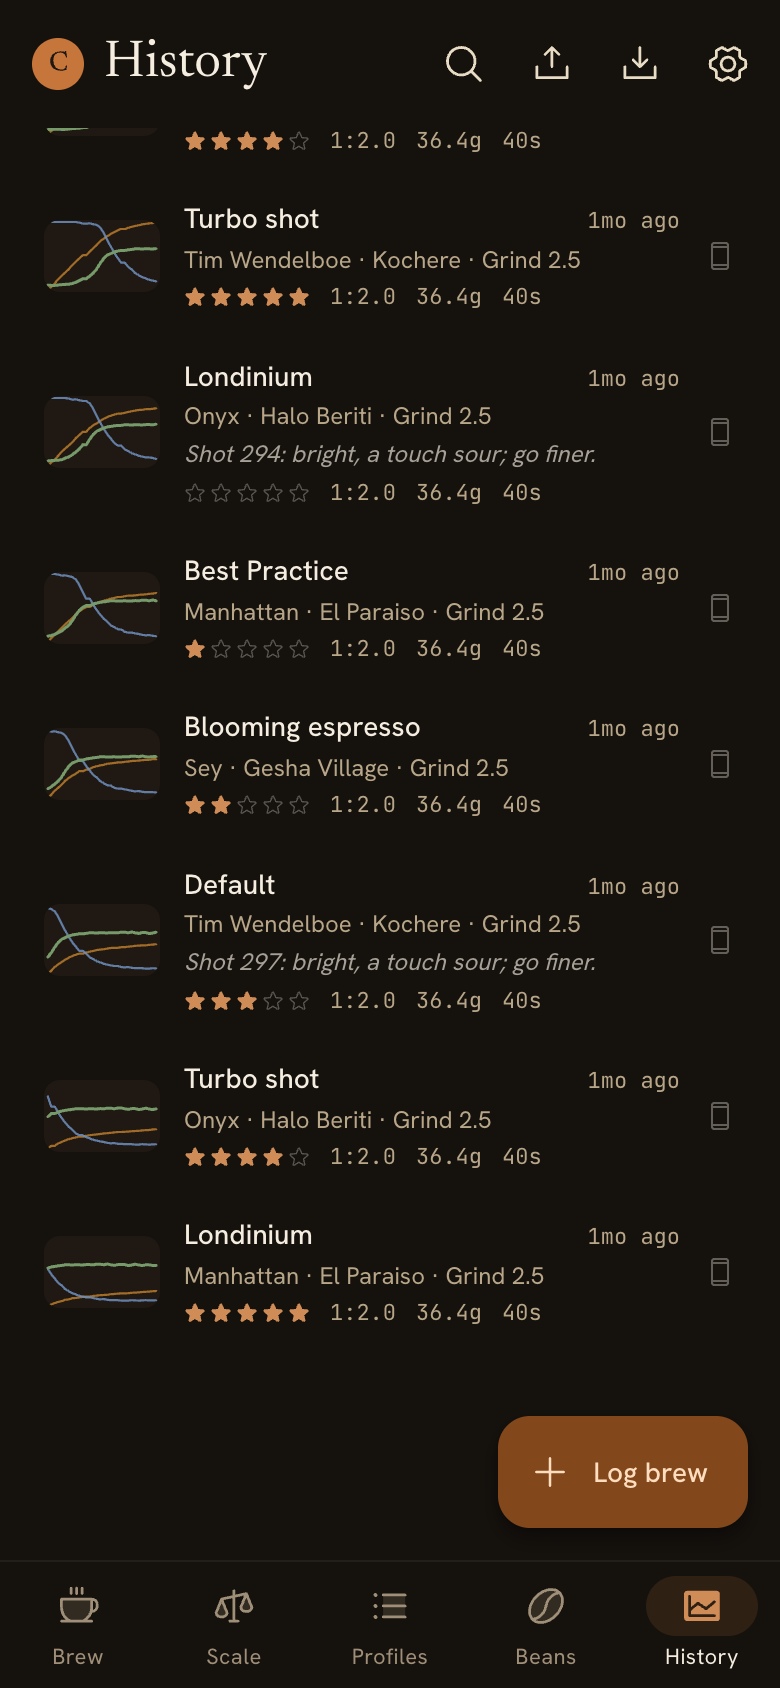 C History
1:2.0 36.4g 40s
Turbo shot 1mo ago
Tim Wendelboe · Kochere · Grind 2.5
1:2.0 36.4g 40s
Londinium 1mo ago
Onyx · Halo Beriti · Grind 2.5
Shot 294: bright, a touch sour; go finer.
1:2.0 36.4g 40s
Best Practice 1mo ago
Manhattan · El Paraiso · Grind 2.5
1:2.0 36.4g 40s
Blooming espresso 1mo ago
Sey · Gesha Village · Grind 2.5
1:2.0 36.4g 40s
Default 1mo ago
Tim Wendelboe · Kochere · Grind 2.5
Shot 297: bright, a touch sour; go finer.
1:2.0 36.4g 40s
Turbo shot 1mo ago
Onyx · Halo Beriti · Grind 2.5
1:2.0 36.4g 40s
Londinium 1mo ago
Manhattan · El Paraiso · Grind 2.5
1:2.0 36.4g 40s
Log brew
Brew Scale Profiles Beans History